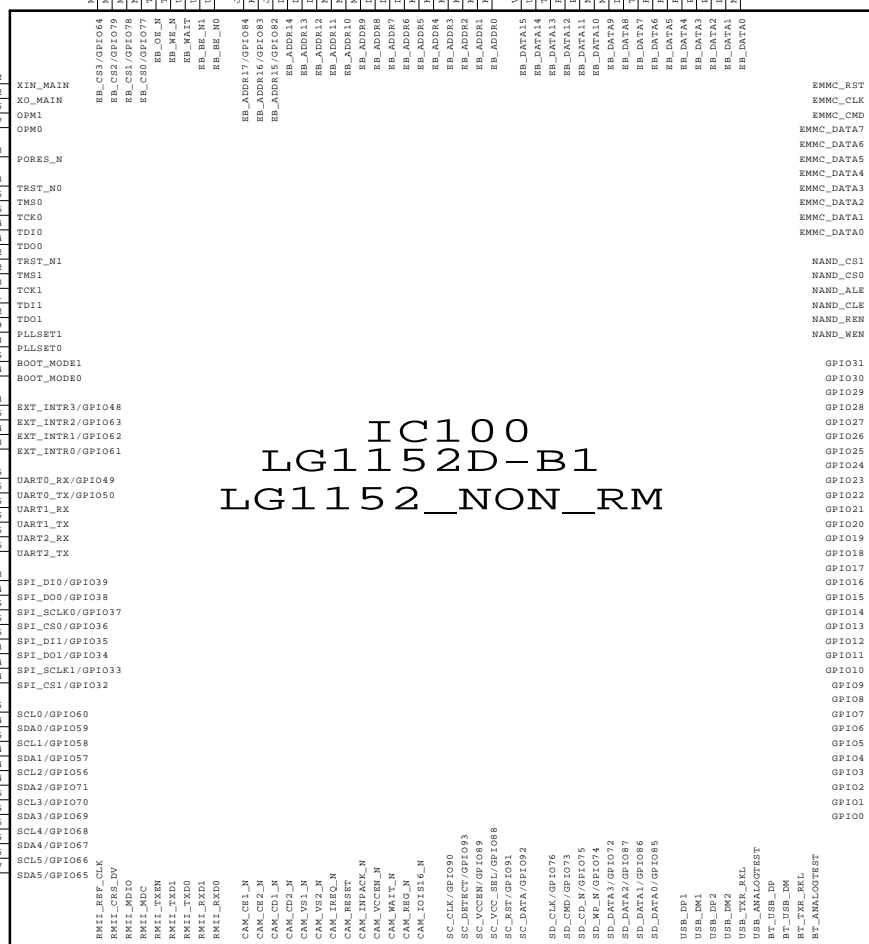 EB_CS3/GPIO64
EB_CS2/GPIO79
EB_CS1/GPIO78
EB_CS0/GPIO77
EB_OE_N
EB_WE_N
EB_WAIT
EB_BE_N1
EB_BE_N0
EB_ADDR17/GPIO84
EB_ADDR16/GPIO83
EB_ADDR15/GPIO82
EB_ADDR14
EB_ADDR13
EB_ADDR12
EB_ADDR11
EB_ADDR10
EB_ADDR9
EB_ADDR8
EB_ADDR7
EB_ADDR6
EB_ADDR5
EB_ADDR4
EB_ADDR3
EB_ADDR2
EB_ADDR1
EB_ADDR0
EB_DATA15
EB_DATA14
EB_DATA13
EB_DATA12
EB_DATA11
EB_DATA10
EB_DATA9
EB_DATA8
EB_DATA7
EB_DATA6
EB_DATA5
EB_DATA4
EB_DATA3
EB_DATA2
EB_DATA1
EB_DATA0
XIN_MAIN
XO_MAIN
OPM1
OPM0
PORES_N
TRST_N0
TMS0
TCK0
TDI0
TDO0
TRST_N1
TMS1
TCK1
TDI1
TDO1
PLLSET1
PLLSET0
BOOT_MODE1
BOOT_MODE0
EXT_INTR3/GPIO48
EXT_INTR2/GPIO63
EXT_INTR1/GPIO62
EXT_INTR0/GPIO61
UART0_RX/GPIO49
UART0_TX/GPIO50
UART1_RX
UART1_TX
UART2_RX
UART2_TX
SPI_DI0/GPIO39
SPI_DO0/GPIO38
SPI_SCLK0/GPIO37
SPI_CS0/GPIO36
SPI_DI1/GPIO35
SPI_DO1/GPIO34
SPI_SCLK1/GPIO33
SPI_CS1/GPIO32
SCL0/GPIO60
SDA0/GPIO59
SCL1/GPIO58
SDA1/GPIO57
SCL2/GPIO56
SDA2/GPIO71
SCL3/GPIO70
SDA3/GPIO69
SCL4/GPIO68
SDA4/GPIO67
SCL5/GPIO66
SDA5/GPIO65
IC100
LG1152D-B1
LG1152_NON_RM
EMMC_RST
EMMC_CLK
EMMC_CMD
EMMC_DATA7
EMMC_DATA6
EMMC_DATA5
EMMC_DATA4
EMMC_DATA3
EMMC_DATA2
EMMC_DATA1
EMMC_DATA0
NAND_CS1
NAND_CS0
NAND_ALE
NAND_CLE
NAND_REN
NAND_WEN
GPIO31
GPIO30
GPIO29
GPIO28
GPIO27
GPIO26
GPIO25
GPIO24
GPIO23
GPIO22
GPIO21
GPIO20
GPIO19
GPIO18
GPIO17
GPIO16
GPIO15
GPIO14
GPIO13
GPIO12
GPIO11
GPIO10
GPIO9
GPIO8
GPIO7
GPIO6
GPIO5
GPIO4
GPIO3
GPIO2
GPIO1
GPIO0
RMII_REF_CLK
RMII_CRS_DV
RMII_MDIO
RMII_MDC
RMII_TXEN
RMII_TXD1
RMII_TXD0
RMII_RXD1
RMII_RXD0
CAM_CE1_N
CAM_CE2_N
CAM_CD1_N
CAM_CD2_N
CAM_VS1_N
CAM_VS2_N
CAM_IREQ_N
CAM_RESET
CAM_INPACK_N
CAM_VCCEN_N
CAM_WAIT_N
CAM_REG_N
CAM_IOIS16_N
SC_CLK/GPIO90
SC_DETECT/GPIO93
SC_VCCEN/GPIO89
SC_VCC_SEL/GPIO88
SC_RST/GPIO91
SC_DATA/GPIO92
SD_CLK/GPIO76
SD_CMD/GPIO73
SD_CD_N/GPIO75
SD_WP_N/GPIO74
SD_DATA3/GPIO72
SD_DATA2/GPIO87
SD_DATA1/GPIO86
SD_DATA0/GPIO85
USB_DP1
USB_DM1
USB_DP2
USB_DM2
USB_TXR_RKL
USB_ANALOGTEST
BT_USB_DP
BT_USB_DM
BT_TXR_RKL
BT_ANALOGTEST